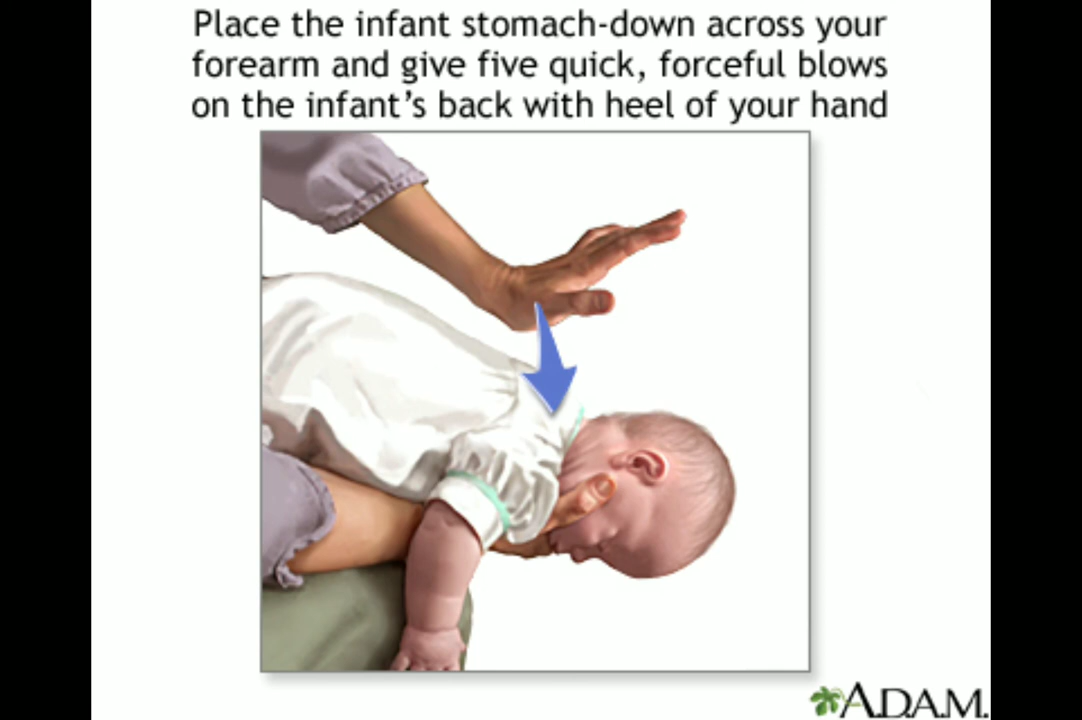 Place the infant stomach-down across your
forearm and give five quick, forceful blows
on the infant’s back with heel of your hand
A.D.A.M.